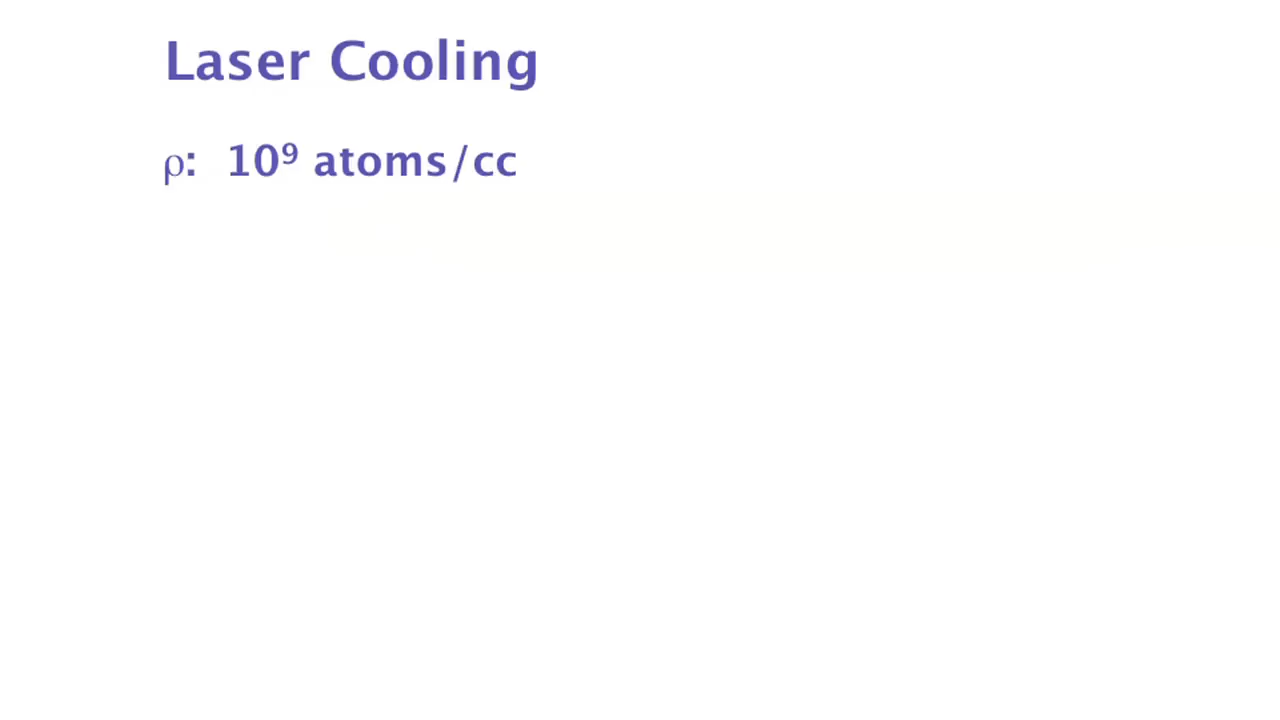 Laser Cooling
ρ: 10⁹ atoms/cc